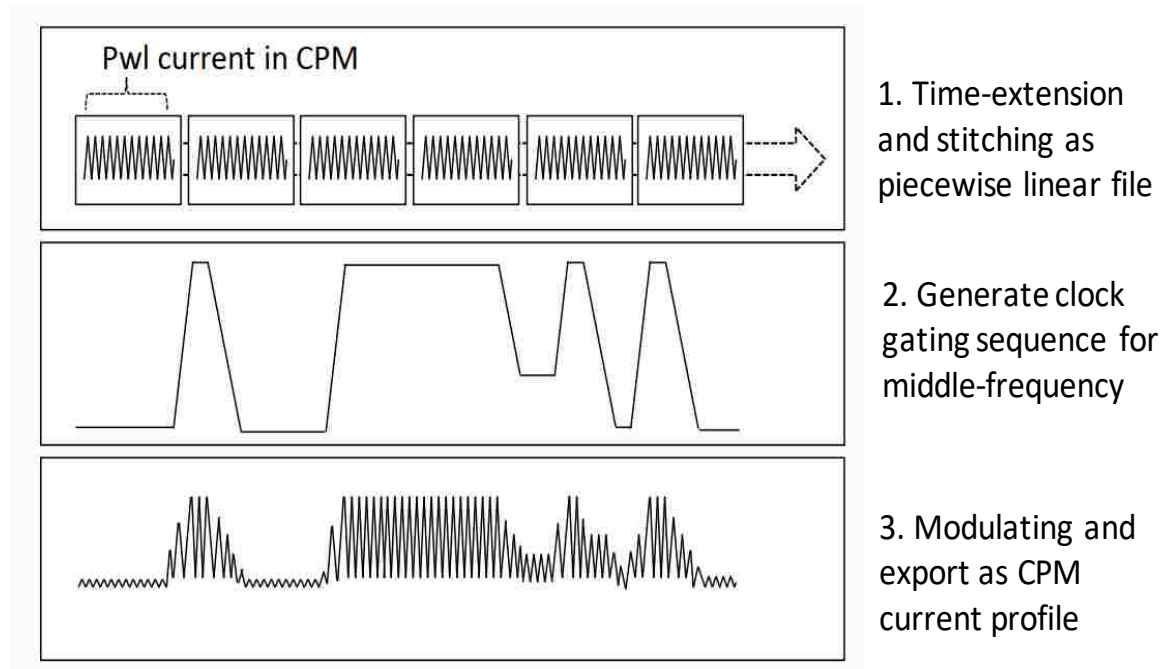 Pwl current in CPM
1. Time-extension
and stitching as
piecewise linear file
2. Generate clock
gating sequence for
middle-frequency
3. Modulating and
export as CPM
current profile